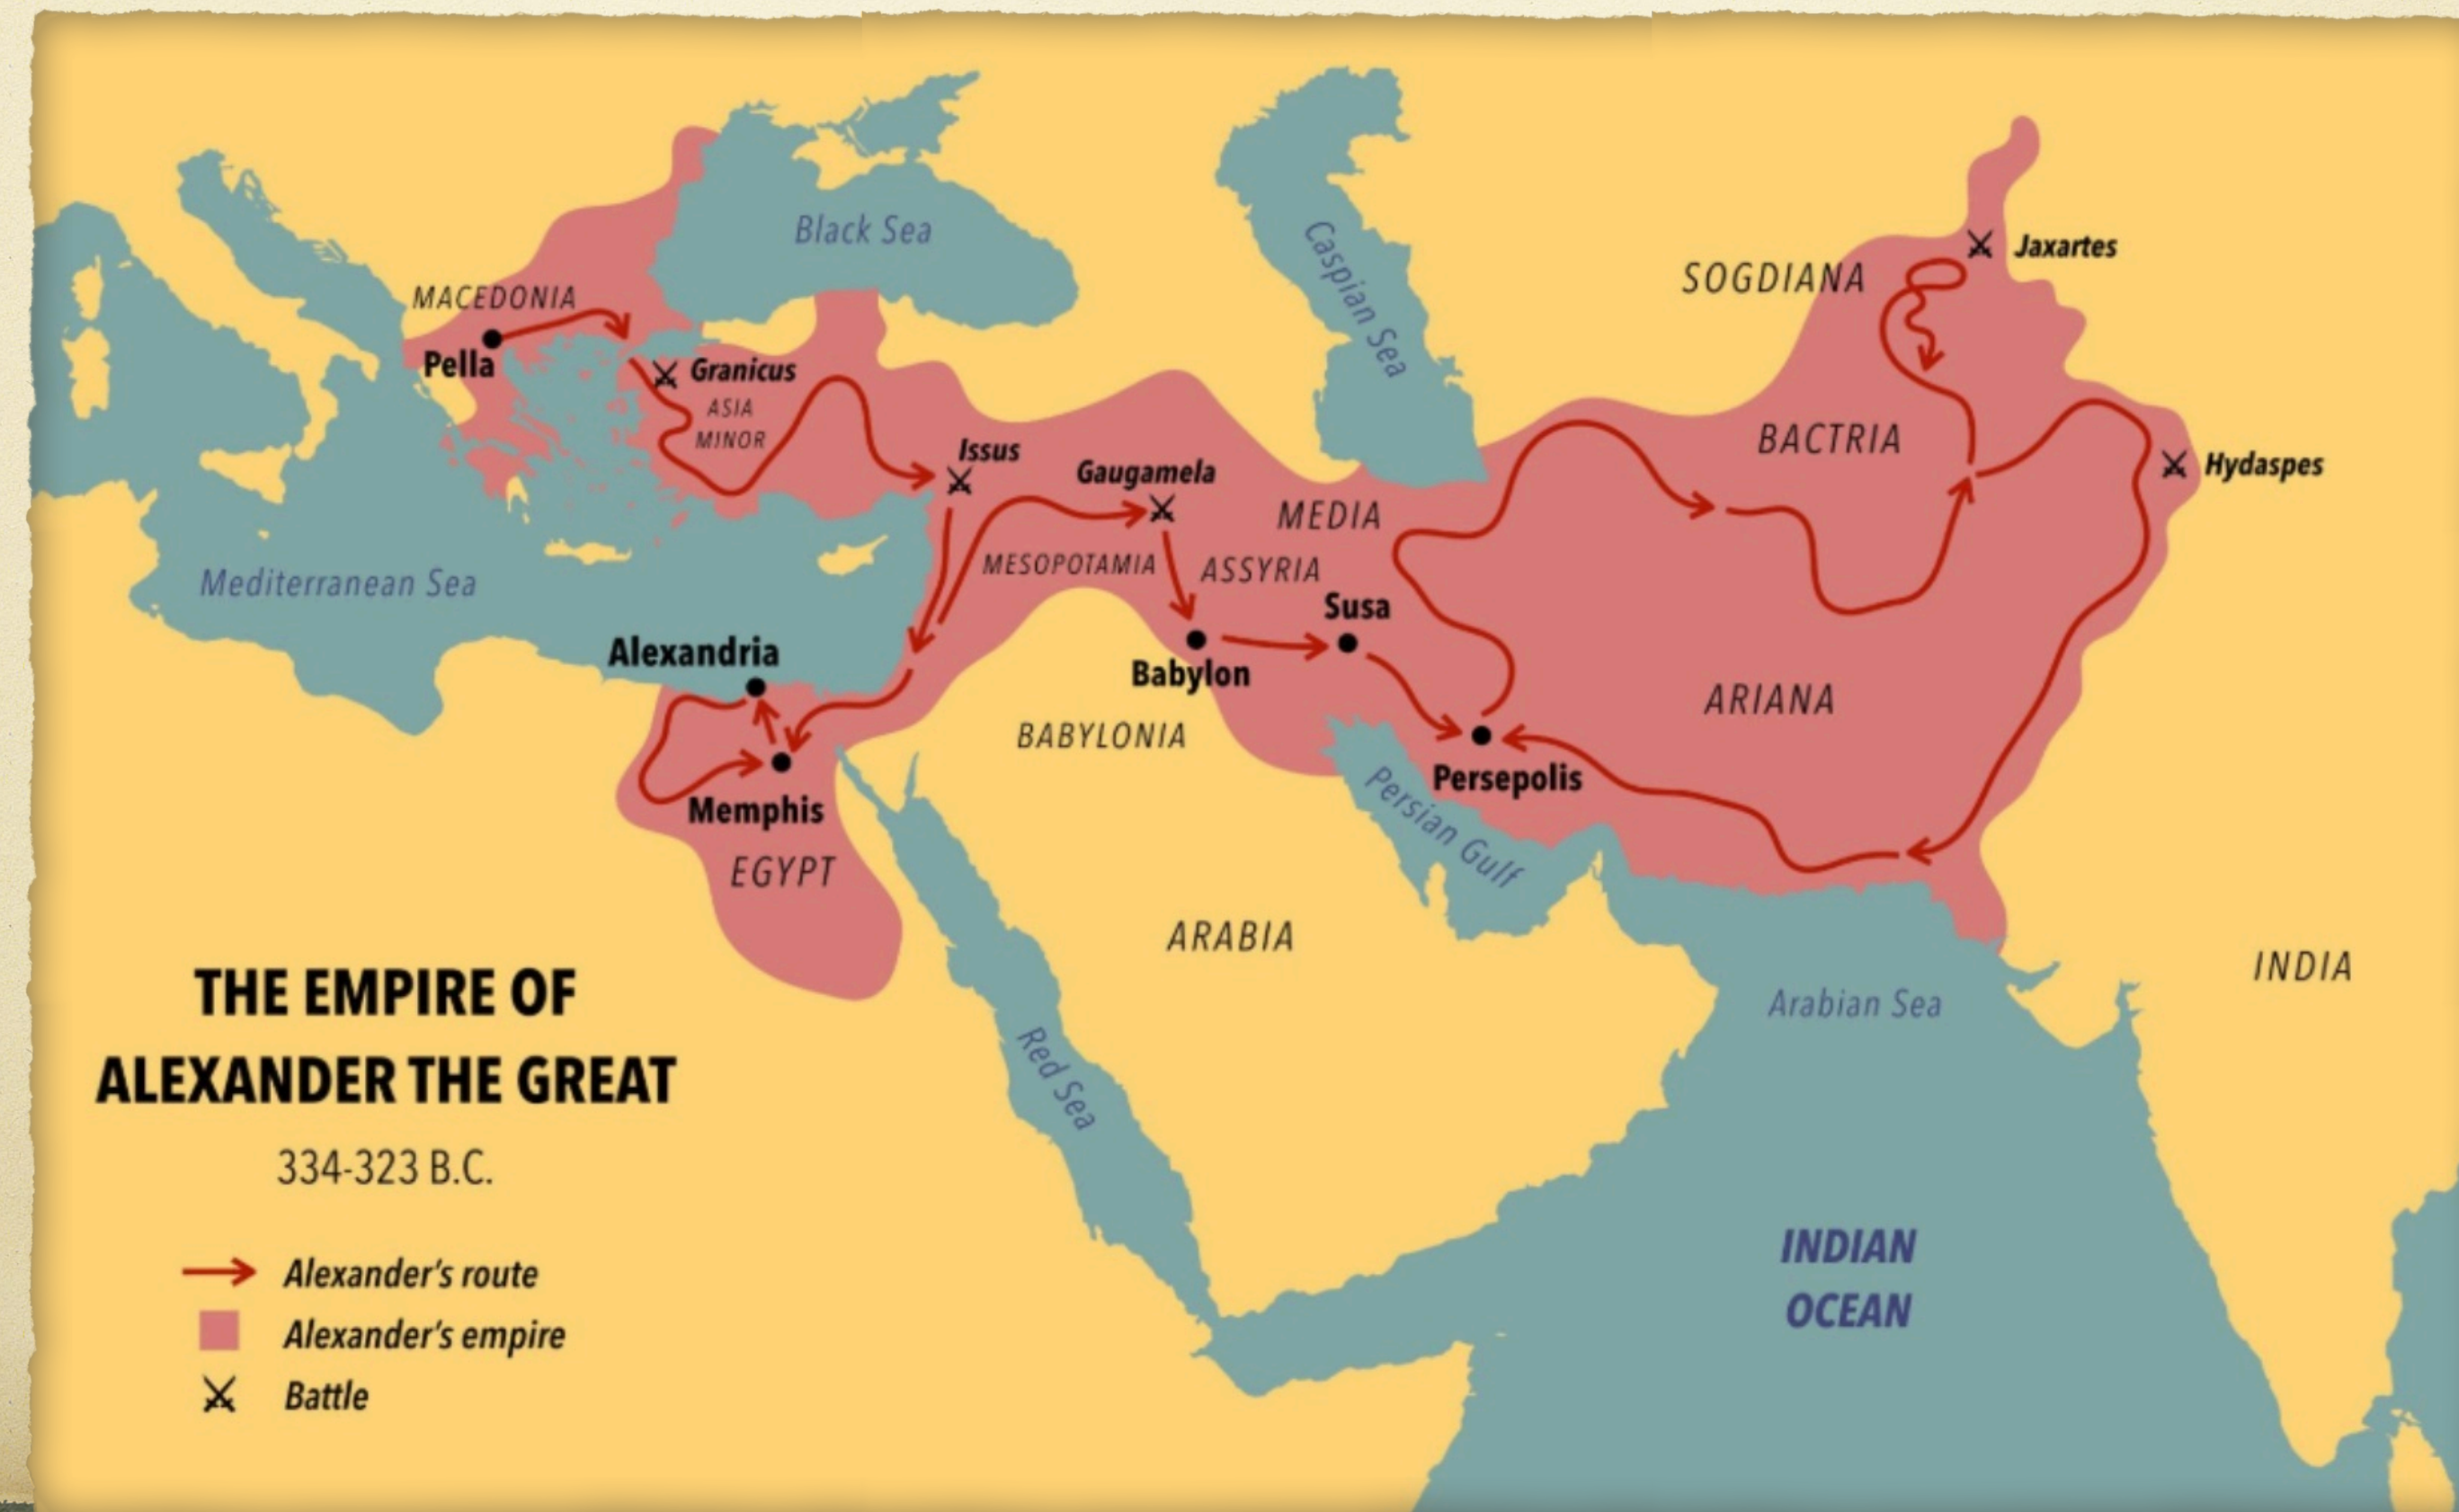 Black Sea
Caspian Sea
SOGDIANA
Jaxartes
MACEDONIA
Pella
Granicus
ASIA
MINOR
BACTRIA
Hydaspes
Issus
Gaugamela
MEDIA
MESOPOTAMIA
ASSYRIA
Mediterranean Sea
Susa
Alexandria
Babylon
ARIANA
BABYLONIA
Persepolis
Persian Gulf
Memphis
EGYPT
ARABIA
INDIA
Arabian Sea
Red Sea
INDIAN
OCEAN
THE EMPIRE OF
ALEXANDER THE GREAT
334-323 B.C.
Alexander's route
Alexander's empire
Battle